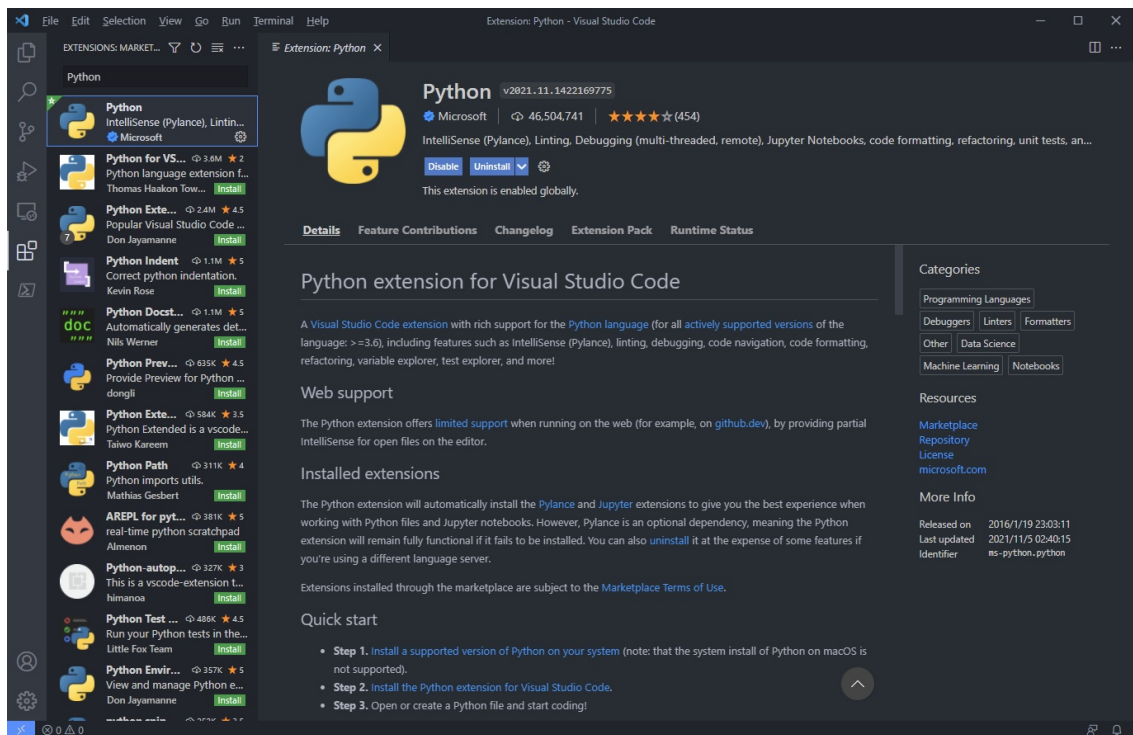 File Edit Selection View Go Run Terminal Help
Extension: Python - Visual Studio Code
EXTENSIONS: MARKET...
Python
Python
IntelliSense (Pylance), Lintin...
Microsoft
Python for VS... 3.6M ★ 2
Python language extension f...
Thomas Haakon Tow... Install
Python Exte... 2.4M ★ 4.5
Popular Visual Studio Code ...
7
Don Jayamanne Install
Python Indent 1.1M ★ 5
Correct python indentation.
Kevin Rose Install
"""
doc
"""
Python Docst... 1.1M ★ 5
Automatically generates det...
Nils Werner Install
Python Prev... 635K ★ 4.5
Provide Preview for Python ...
dongli Install
Python Exte... 584K ★ 3.5
Python Extended is a vscode...
Taiwo Kareem Install
Python Path 311K ★ 4
Python imports utils.
Mathias Gesbert Install
AREPL for pyt... 381K ★ 5
real-time python scratchpad
Almenon Install
Python-autop... 327K ★ 3
This is a vscode-extension t...
himanoa Install
Python Test ... 486K ★ 4.5
Run your Python tests in the...
Little Fox Team Install
Python Envir... 357K ★ 5
View and manage Python e...
Don Jayamanne Install
Extension: Python
Python v2021.11.1422169775
Microsoft 46,504,741 ★★★★☆ (454)
IntelliSense (Pylance), Linting, Debugging (multi-threaded, remote), Jupyter Notebooks, code formatting, refactoring, unit tests, an...
Disable Uninstall
This extension is enabled globally.
Details Feature Contributions Changelog Extension Pack Runtime Status
Python extension for Visual Studio Code
A Visual Studio Code extension with rich support for the Python language (for all actively supported versions of the
language: >=3.6), including features such as IntelliSense (Pylance), linting, debugging, code navigation, code formatting,
refactoring, variable explorer, test explorer, and more!
Web support
The Python extension offers limited support when running on the web (for example, on github.dev), by providing partial
IntelliSense for open files on the editor.
Installed extensions
The Python extension will automatically install the Pylance and Jupyter extensions to give you the best experience when
working with Python files and Jupyter notebooks. However, Pylance is an optional dependency, meaning the Python
extension will remain fully functional if it fails to be installed. You can also uninstall it at the expense of some features if
you're using a different language server.
Extensions installed through the marketplace are subject to the Marketplace Terms of Use.
Quick start
• Step 1. Install a supported version of Python on your system (note: that the system install of Python on macOS is
not supported).
• Step 2. Install the Python extension for Visual Studio Code.
• Step 3. Open or create a Python file and start coding!
Categories
Programming Languages
Debuggers Linters Formatters
Other Data Science
Machine Learning Notebooks
Resources
Marketplace
Repository
License
microsoft.com
More Info
Released on 2016/1/19 23:03:11
Last updated 2021/11/5 02:40:15
Identifier ms-python.python
0 0